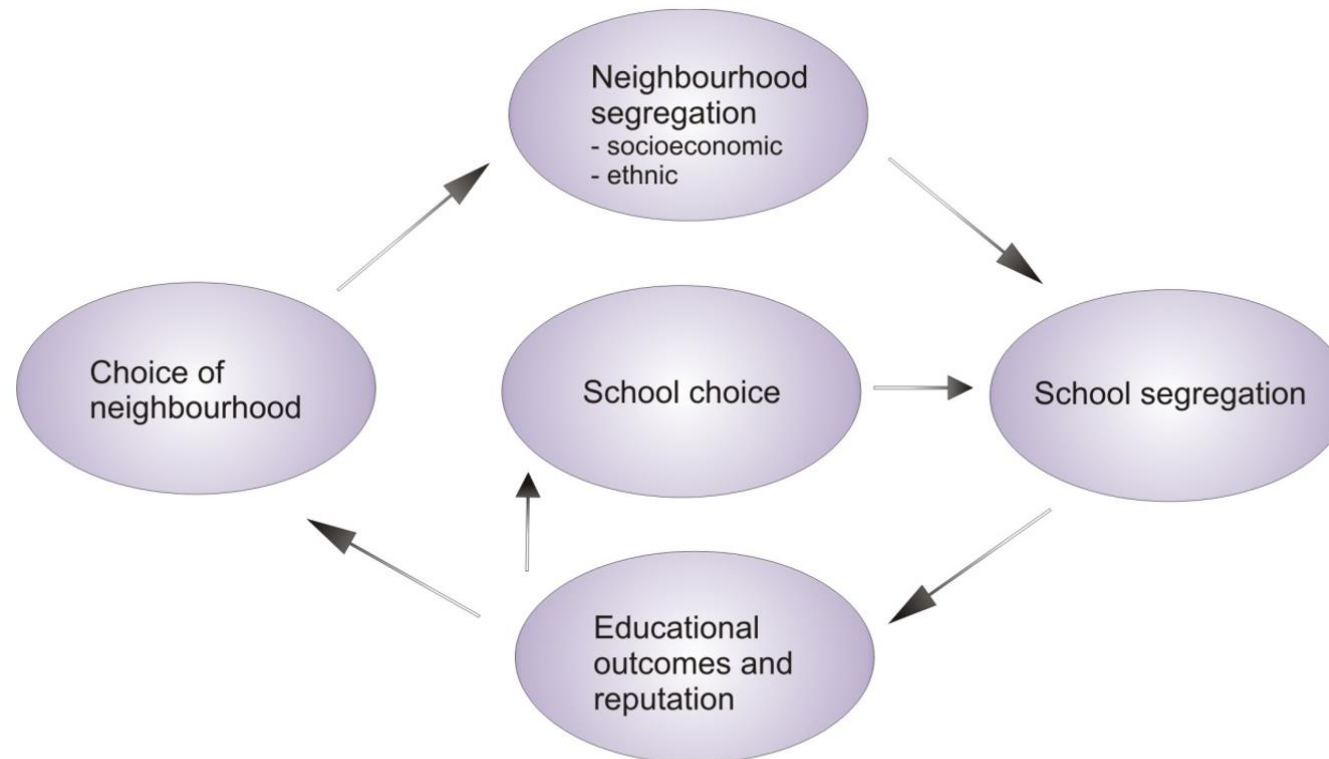 Neighbourhood
segregation
- socioeconomic
- ethnic
Choice of
neighbourhood
School choice
School segregation
Educational
outcomes and
reputation